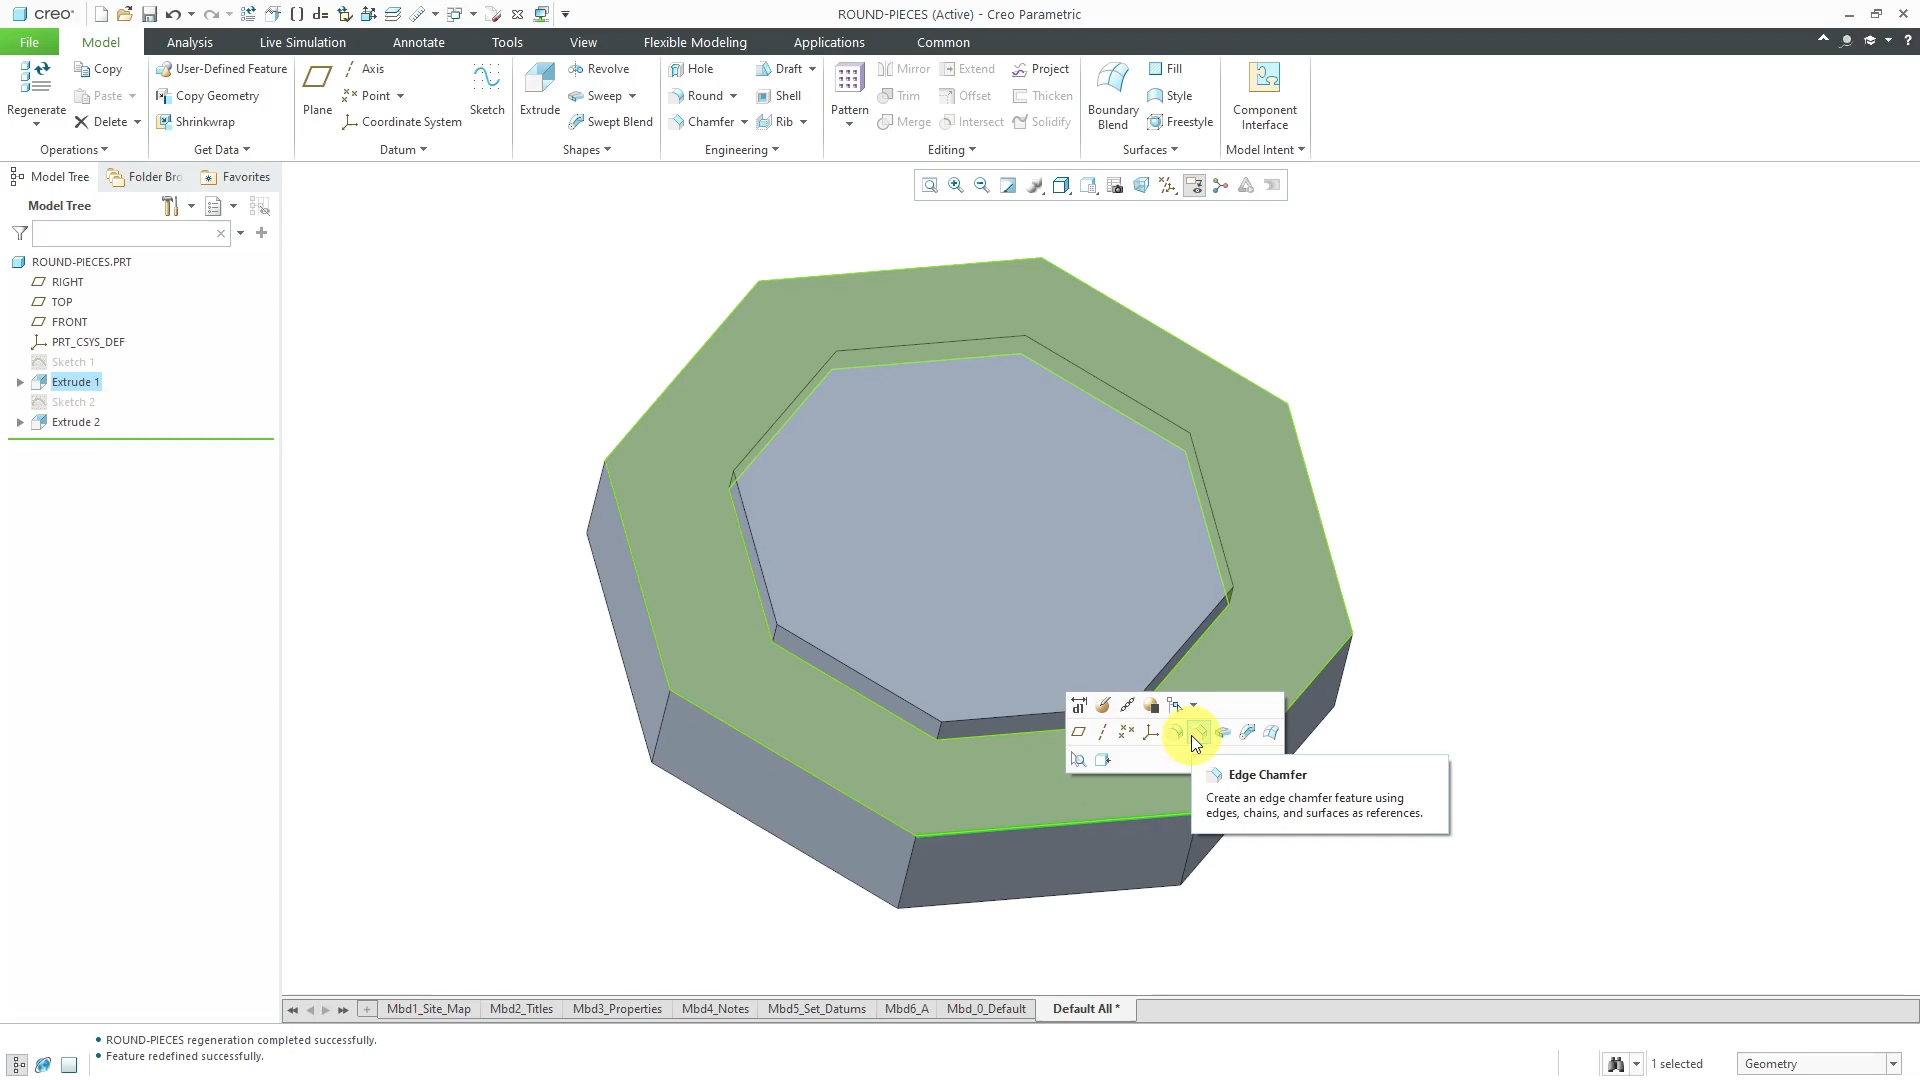 creo
ROUND-PIECES (Active) - Creo Parametric
File Model Analysis Live Simulation Annotate Tools View Flexible Modeling Applications Common
Regenerate
Copy
Paste
Delete
Operations
User-Defined Feature
Copy Geometry
Shrinkwrap
Get Data
Plane
Axis
Point
Coordinate System
Sketch
Datum
Extrude
Revolve
Sweep
Swept Blend
Shapes
Hole
Round
Chamfer
Draft
Shell
Rib
Engineering
Pattern
Mirror
Trim
Merge
Extend
Offset
Intersect
Project
Thicken
Solidify
Editing
Boundary
Blend
Fill
Style
Freestyle
Surfaces
Component
Interface
Model Intent
Model Tree
Folder Bro
Favorites
Model Tree
ROUND-PIECES.PRT
RIGHT
TOP
FRONT
PRT_CSYS_DEF
Sketch 1
Extrude 1
Sketch 2
Extrude 2
Edge Chamfer
Create an edge chamfer feature using
edges, chains, and surfaces as references.
Mbd1_Site_Map Mbd2_Titles Mbd3_Properties Mbd4_Notes Mbd5_Set_Datums Mbd6_A Mbd_0_Default Default All *
• ROUND-PIECES regeneration completed successfully.
• Feature redefined successfully.
1 selected
Geometry